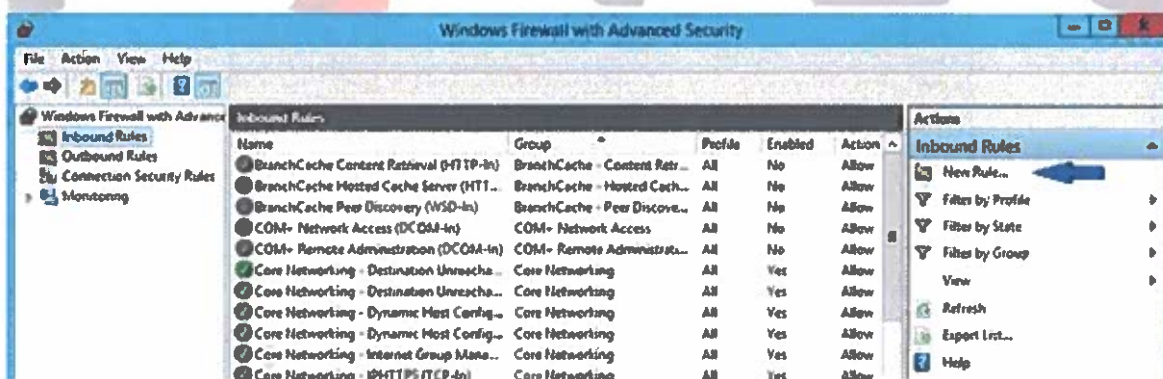 Windows Firewall with Advanced Security
File Action View Help
Windows Firewall with Advance
Inbound Rules
Outbound Rules
Connection Security Rules
Monitoring
Inbound Rules
Name Group Profile Enabled Action
BranchCache Content Retrieval (HTTP-In) BranchCache - Content Retr... All No Allow
BranchCache Hosted Cache Server (HTT... BranchCache - Hosted Cach... All No Allow
BranchCache Peer Discovery (WSD-In) BranchCache - Peer Discove... All No Allow
COM+ Network Access (DCOM-In) COM+ Network Access All No Allow
COM+ Remote Administration (DCOM-In) COM+ Remote Administrat... All No Allow
Core Networking - Destination Unreacha... Core Networking All Yes Allow
Core Networking - Destination Unreacha... Core Networking All Yes Allow
Core Networking - Dynamic Host Config... Core Networking All Yes Allow
Core Networking - Dynamic Host Config... Core Networking All Yes Allow
Core Networking - Internet Group Mana... Core Networking All Yes Allow
Core Networking - IPHTTPS (TCP-In) Core Networking All Yes Allow
Actions
Inbound Rules
New Rule...
Filter by Profile
Filter by State
Filter by Group
View
Refresh
Export List...
Help